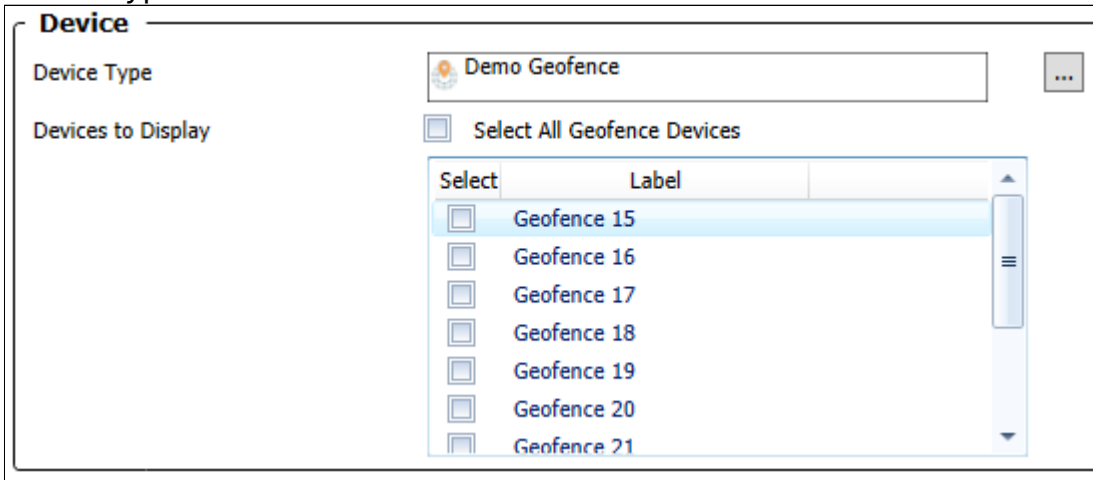 Device
Device Type
Demo Geofence
...
Devices to Display
Select All Geofence Devices
Select Label
Geofence 15
Geofence 16
Geofence 17
Geofence 18
Geofence 19
Geofence 20
Geofence 21